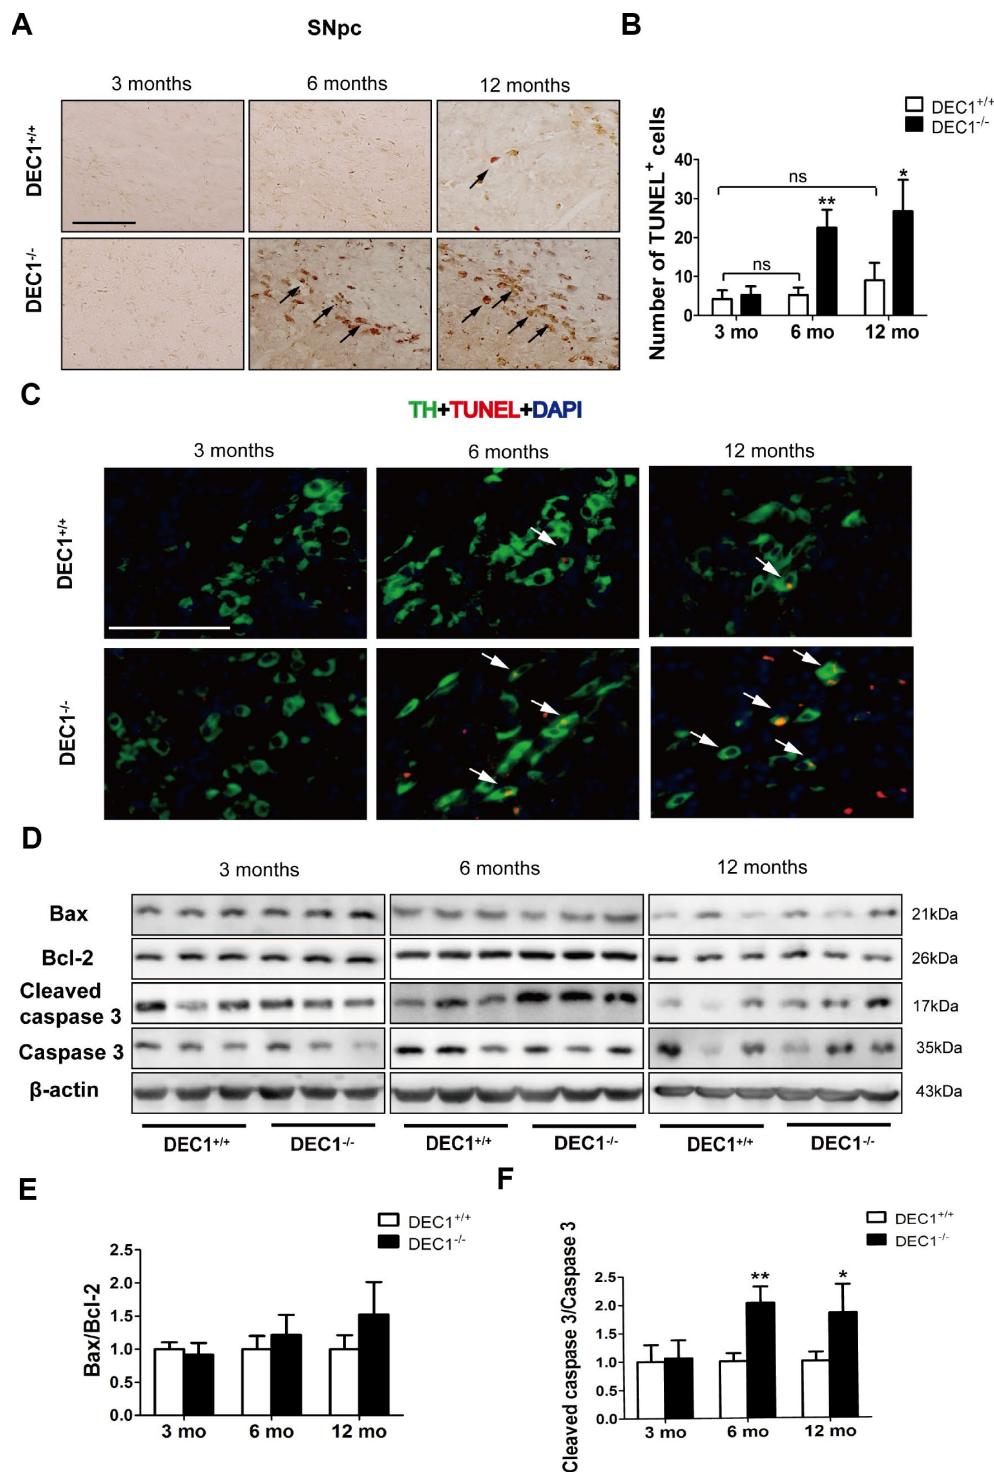 A
SNpc
3 months 6 months 12 months
DEC1+/+
DEC1-/-
B
DEC1+/+
DEC1-/-
Number of TUNEL+ cells
40
30
20
10
0
ns
ns
**
*
3 mo 6 mo 12 mo
C
TH+TUNEL+DAPI
3 months 6 months 12 months
DEC1+/+
DEC1-/-
D
3 months 6 months 12 months
Bax 21kDa
Bcl-2 26kDa
Cleaved
caspase 3 17kDa
Caspase 3 35kDa
β-actin 43kDa
DEC1+/+ DEC1-/- DEC1+/+ DEC1-/- DEC1+/+ DEC1-/-
E
DEC1+/+
DEC1-/-
Bax/Bcl-2
2.5
2.0
1.5
1.0
0.5
0.0
3 mo 6 mo 12 mo
F
DEC1+/+
DEC1-/-
Cleaved caspase 3/Caspase 3
2.5
2.0
1.5
1.0
0.5
0.0
**
*
3 mo 6 mo 12 mo